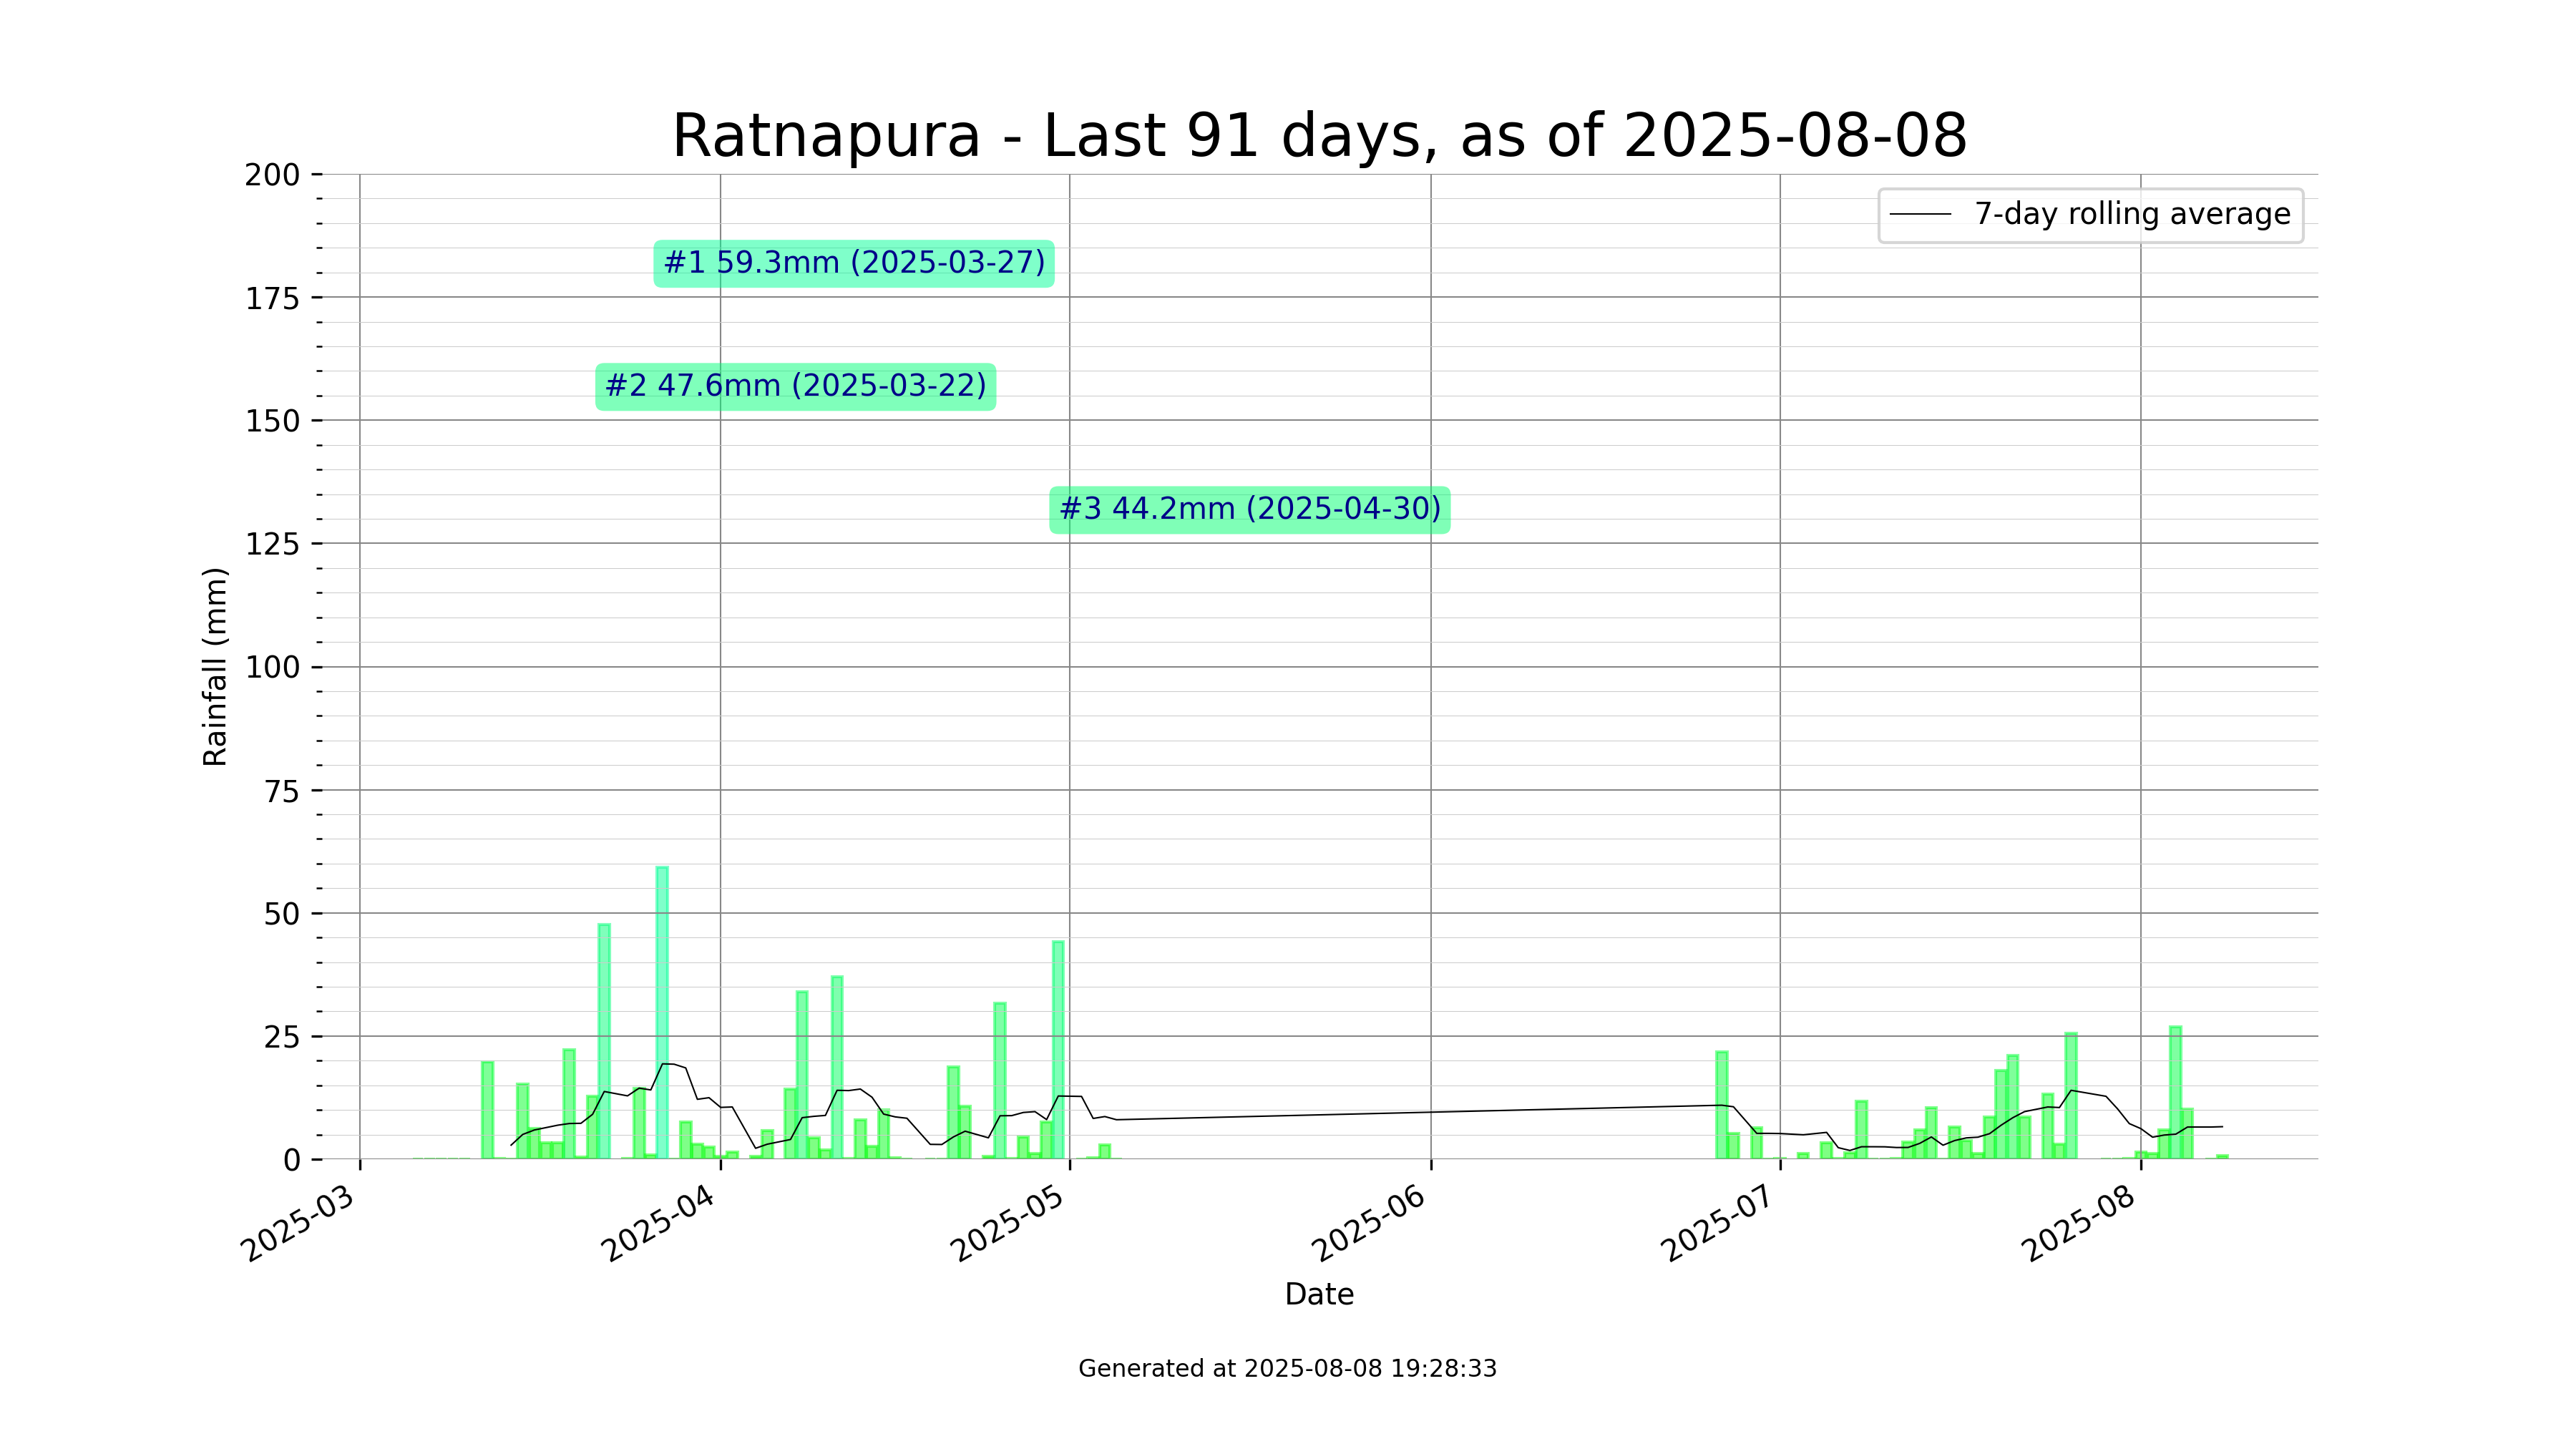 Ratnapura - Last 91 days, as of 2025-08-08
200
175
150
125
100
75
50
25
0
Rainfall (mm)
7-day rolling average
#1 59.3mm (2025-03-27)
#2 47.6mm (2025-03-22)
#3 44.2mm (2025-04-30)
2025-03
2025-04
2025-05
2025-06
2025-07
2025-08
Date
Generated at 2025-08-08 19:28:33